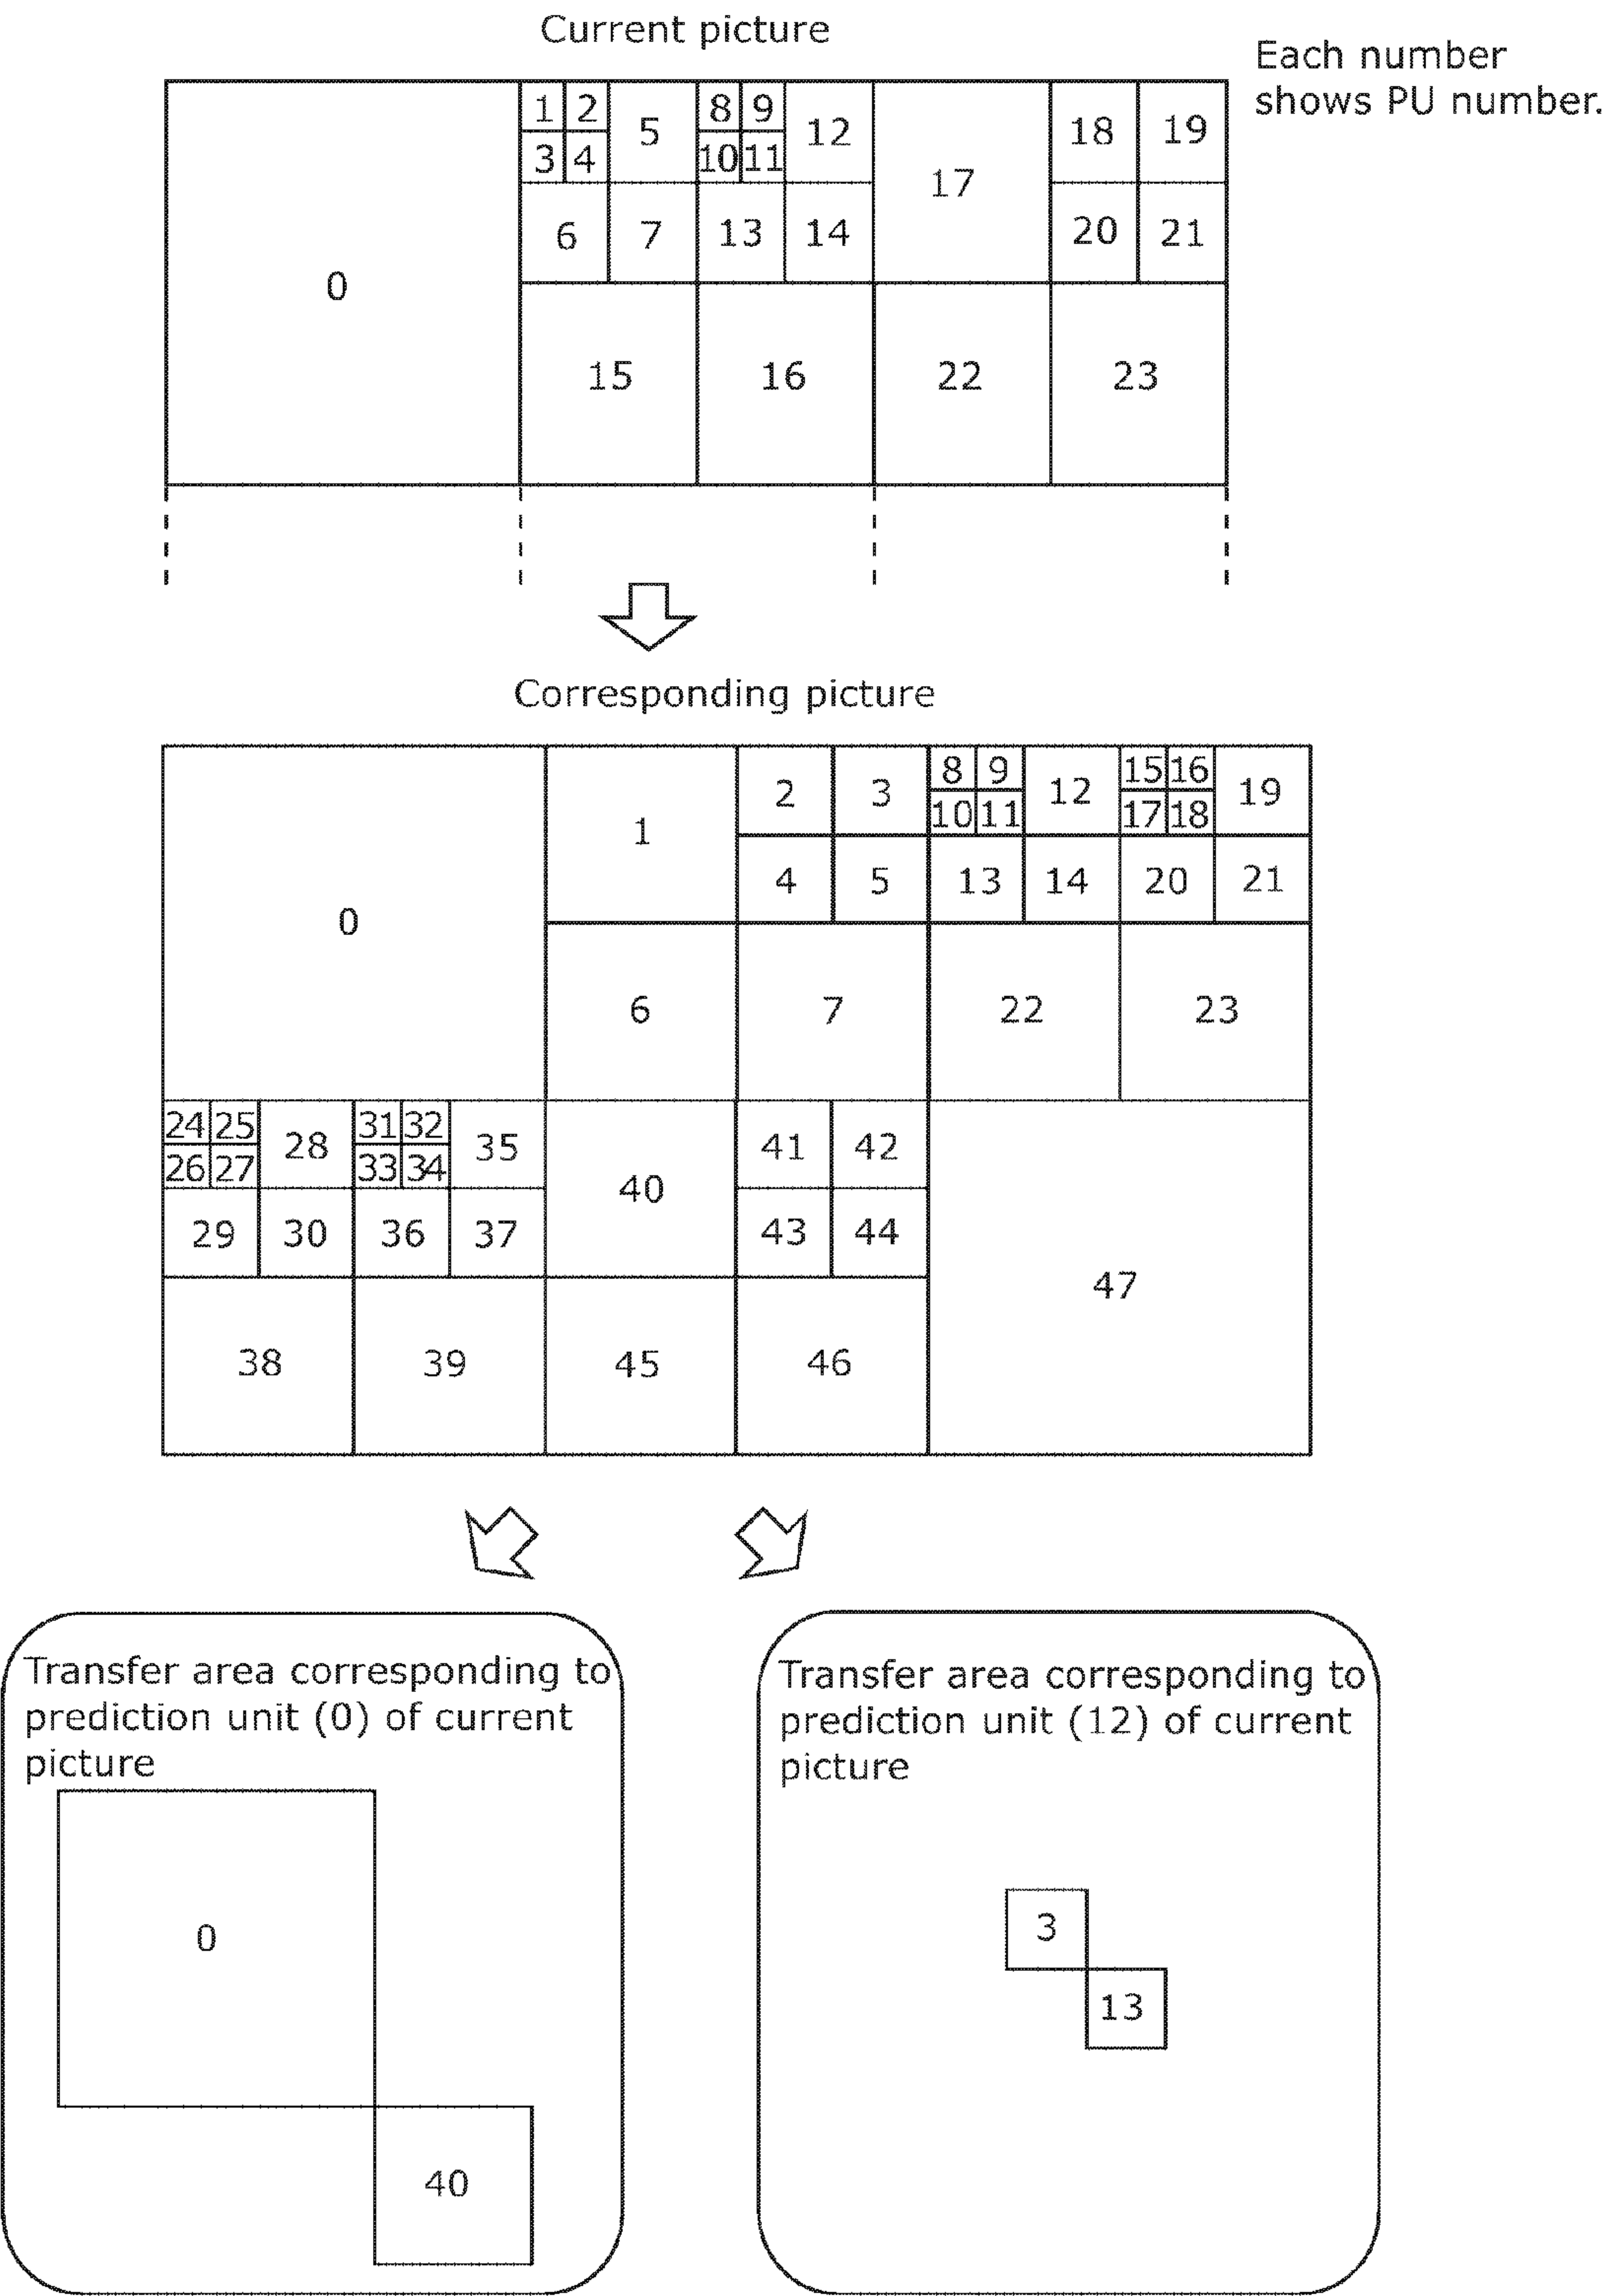 Current picture
Each number
shows PU number.
1 2 5 8 9 12 18 19
3 4 10 11
17
6 7 13 14 20 21
0
15 16 22 23
Corresponding picture
2 3 8 9 12 15 16 19
10 11 17 18
1
4 5 13 14 20 21
0
6 7 22 23
24 25 28 31 32 35 41 42
26 27 33 34
40
29 30 36 37 43 44
47
38 39 45 46
Transfer area corresponding to
prediction unit (0) of current
picture
0
40
Transfer area corresponding to
prediction unit (12) of current
picture
3
13